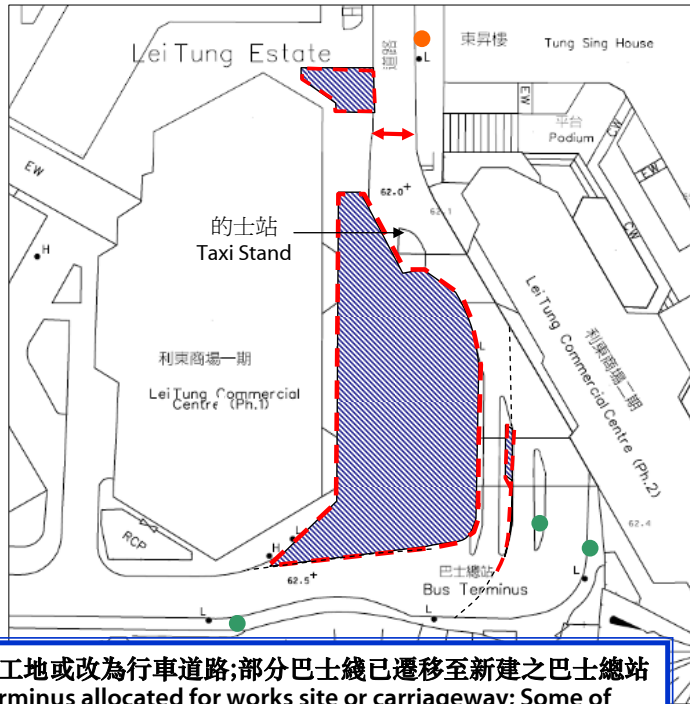 Lei Tung Estate
東昇樓
Tung Sing House
L
EW
平台
Podium
CW
EW
EW
62.0+
62.1
的士站
Taxi Stand
H
CW
Lei Tung Commercial Centre (Ph.2)
利東商場二期
L
利東商場一期
Lei Tung Commercial
Centre (Ph.1)
RCP
L
H
62.4
62.5+
巴士總站
Bus Terminus
L
L
L
工地或改為行車道路;部分巴士綫已遷移至新建之巴士總站
rminus allocated for works site or carriageway; Some of